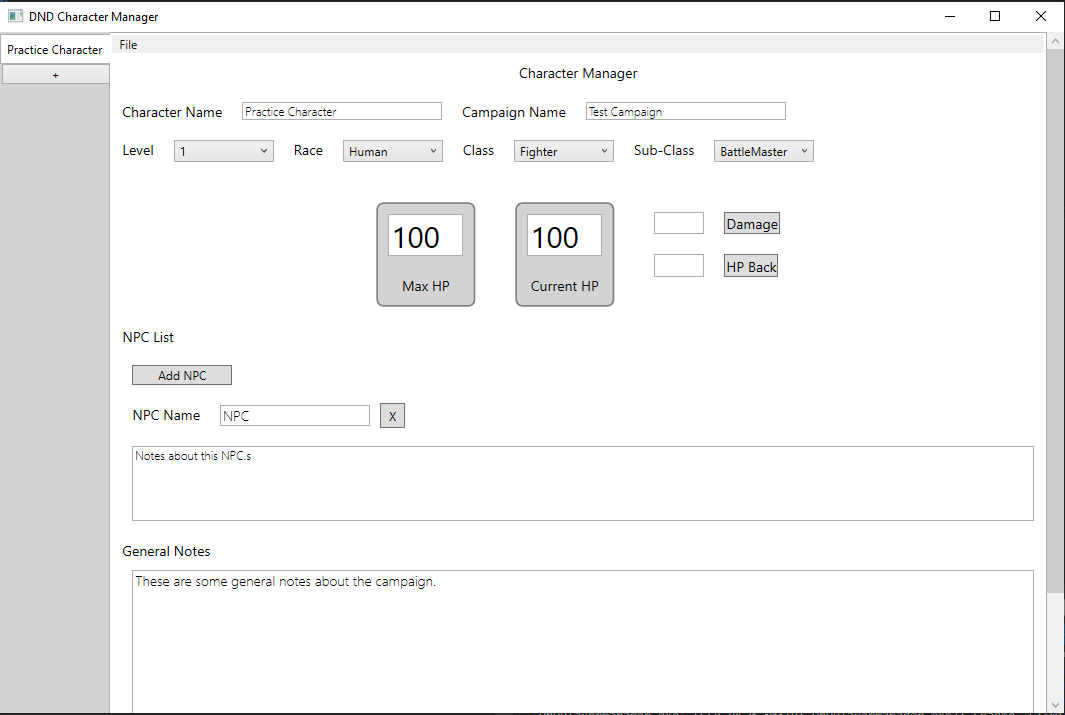 DND Character Manager
Practice Character
File
+
Character Manager
Character Name Practice Character Campaign Name Test Campaign
Level 1 Race Human Class Fighter Sub-Class BattleMaster
100 100 Damage
HP Back
Max HP Current HP
NPC List
Add NPC
NPC Name NPC X
Notes about this NPC.s
General Notes
These are some general notes about the campaign.